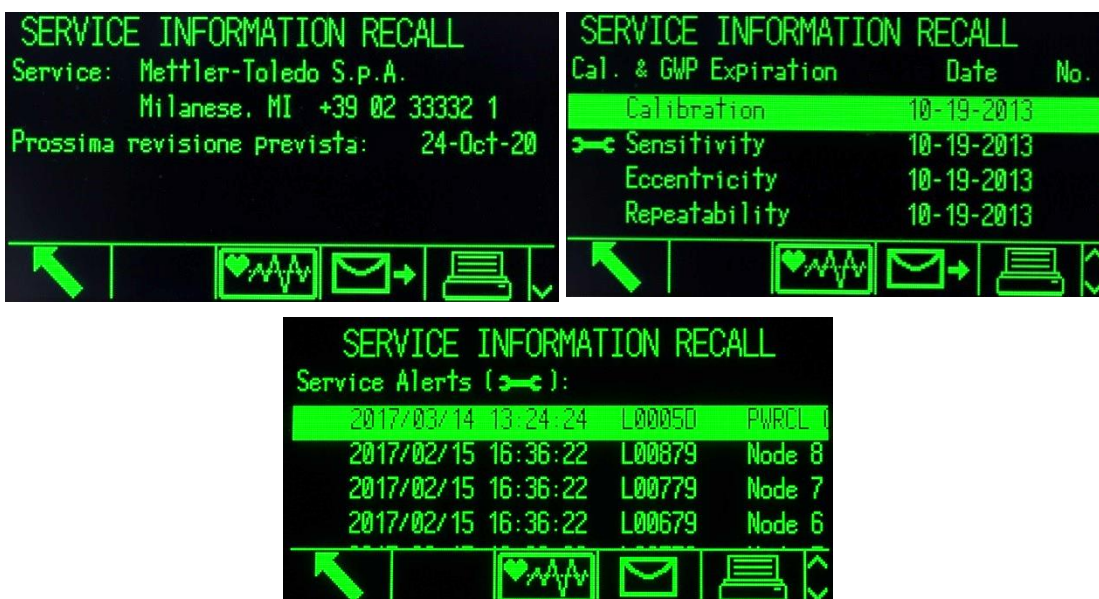 SERVICE INFORMATION RECALL
Service: Mettler-Toledo S.p.A.
Milanese, MI +39 02 33332 1
Prossima revisione prevista: 24-Oct-20
SERVICE INFORMATION RECALL
Cal. & GWP Expiration Date No.
Calibration 10-19-2013
Sensitivity 10-19-2013
Eccentricity 10-19-2013
Repeatability 10-19-2013
SERVICE INFORMATION RECALL
Service Alerts ( ):
2017/03/14 13:24:24 L0005D PWRCL
2017/02/15 16:36:22 L00879 Node 8
2017/02/15 16:36:22 L00779 Node 7
2017/02/15 16:36:22 L00679 Node 6